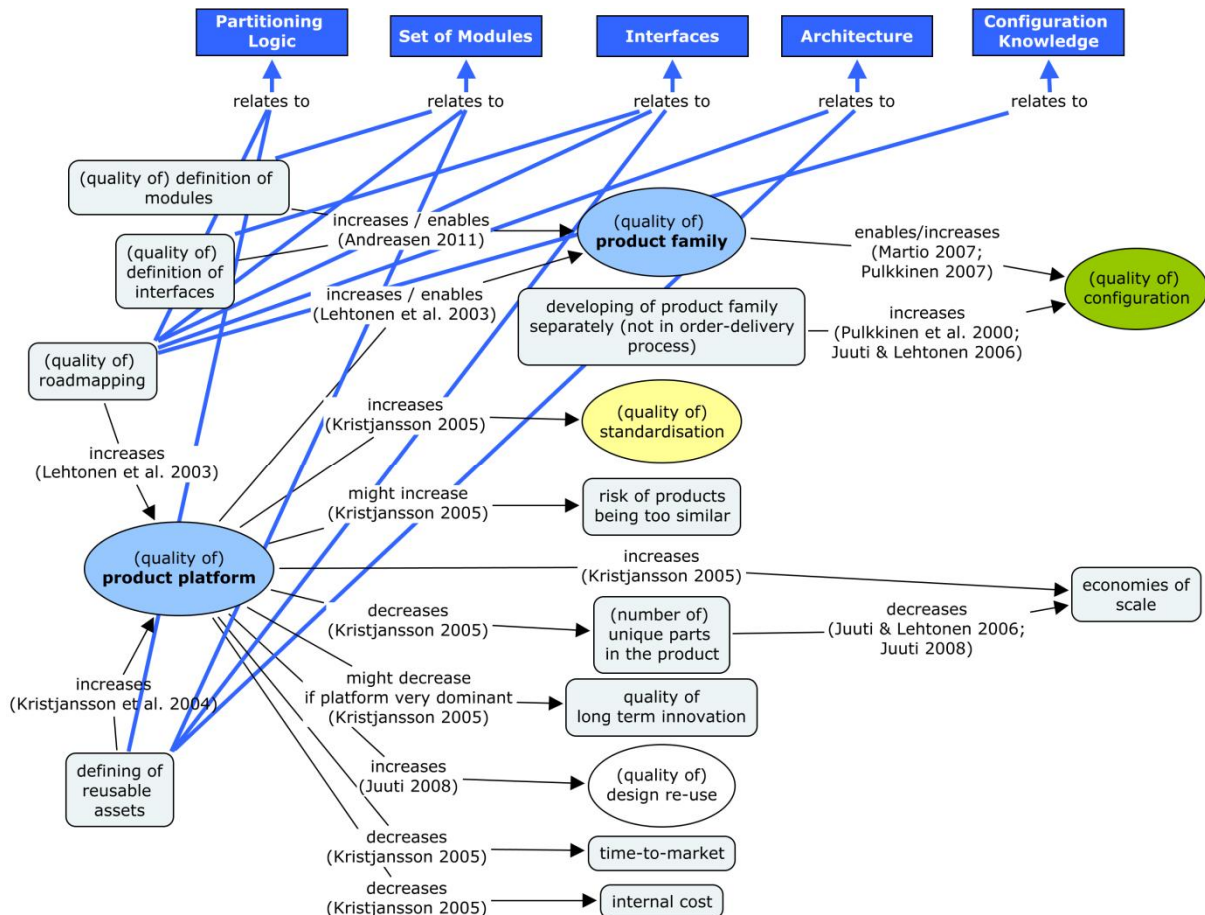 Partitioning
Logic
Set of Modules
Interfaces
Architecture
Configuration
Knowledge
relates to
relates to
relates to
relates to
relates to
(quality of) definition of
modules
increases / enables
(Andreasen 2011)
(quality of)
product family
enables/increases
(Martio 2007;
Pulkkinen 2007)
(quality of)
definition of
interfaces
(quality of)
configuration
increases / enables
(Lehtonen et al. 2003)
developing of product family
separately (not in order-delivery
process)
increases
(Pulkkinen et al. 2000;
Juuti & Lehtonen 2006)
(quality of)
roadmapping
increases
(Kristjansson 2005)
(quality of)
standardisation
increases
(Lehtonen et al. 2003)
might increase
(Kristjansson 2005)
risk of products
being too similar
(quality of)
product platform
increases
(Kristjansson 2005)
economies of
scale
decreases
(Kristjansson 2005)
(number of)
unique parts
in the product
decreases
(Juuti & Lehtonen 2006;
Juuti 2008)
increases
(Kristjansson et al. 2004)
might decrease
if platform very dominant
(Kristjansson 2005)
quality of
long term innovation
defining of
reusable
assets
increases
(Juuti 2008)
(quality of)
design re-use
decreases
(Kristjansson 2005)
time-to-market
decreases
(Kristjansson 2005)
internal cost